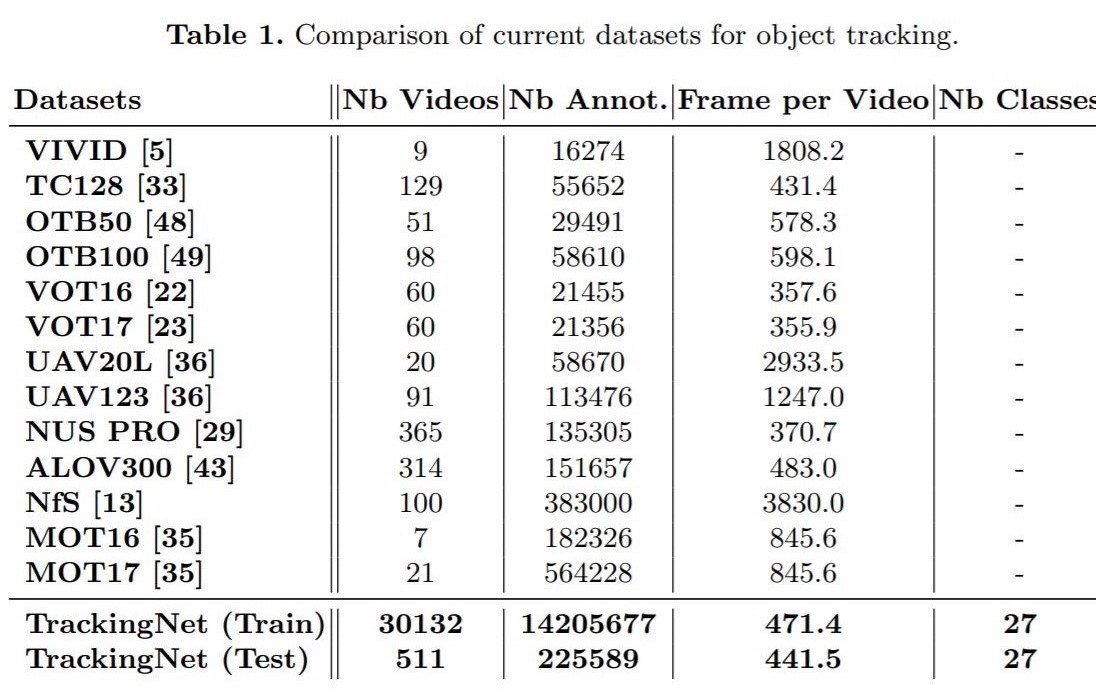 Table 1. Comparison of current datasets for object tracking.
Datasets Nb Videos Nb Annot. Frame per Video Nb Classes
VIVID [5] 9 16274 1808.2 -
TC128 [33] 129 55652 431.4 -
OTB50 [48] 51 29491 578.3 -
OTB100 [49] 98 58610 598.1 -
VOT16 [22] 60 21455 357.6 -
VOT17 [23] 60 21356 355.9 -
UAV20L [36] 20 58670 2933.5 -
UAV123 [36] 91 113476 1247.0 -
NUS PRO [29] 365 135305 370.7 -
ALOV300 [43] 314 151657 483.0 -
NfS [13] 100 383000 3830.0 -
MOT16 [35] 7 182326 845.6 -
MOT17 [35] 21 564228 845.6 -
TrackingNet (Train) 30132 14205677 471.4 27
TrackingNet (Test) 511 225589 441.5 27